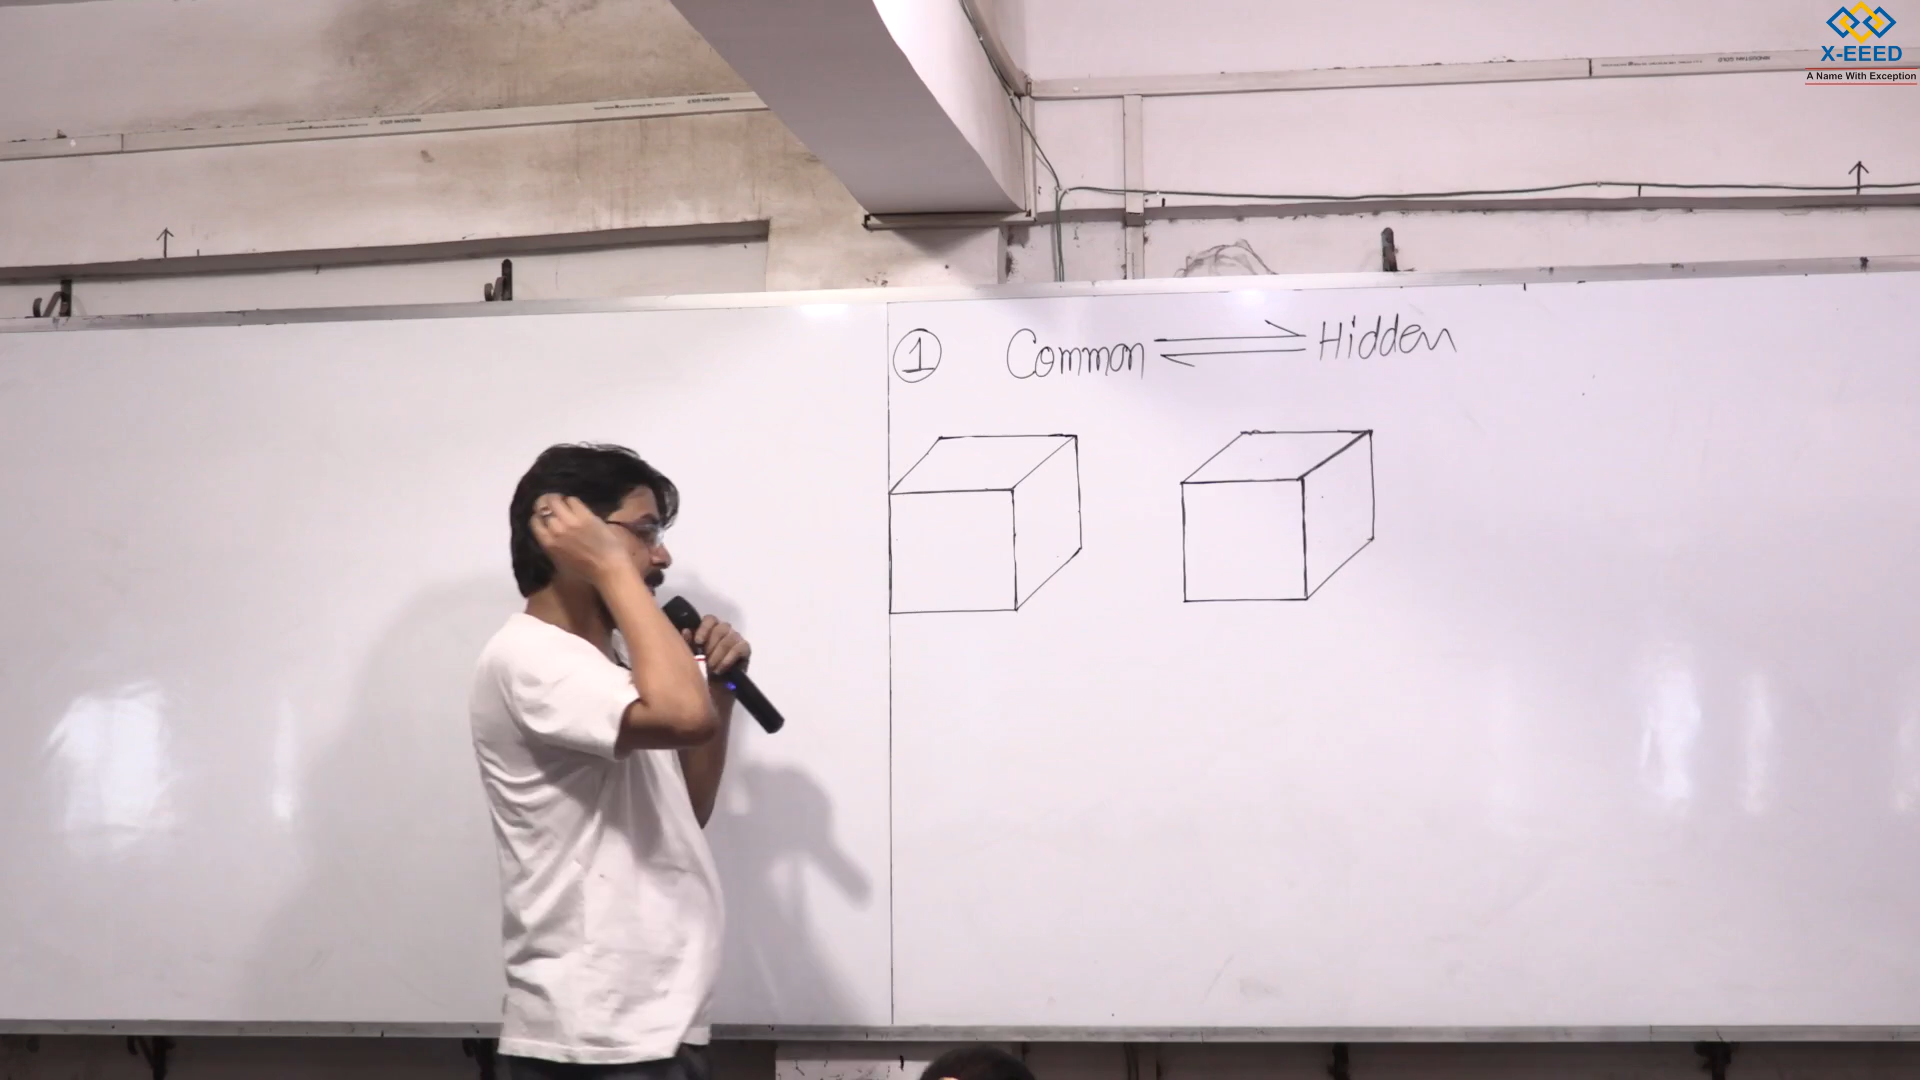 X-EEED
A Name With Exception
1 Common ⇌ Hidden